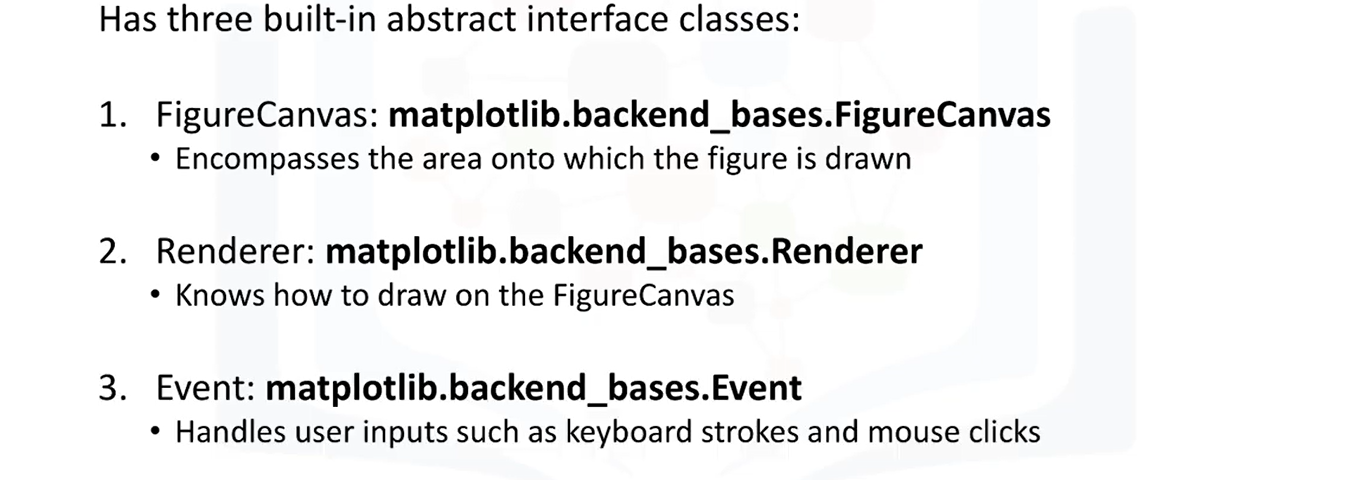 Has three built-in abstract interface classes:
1. FigureCanvas: matplotlib.backend_bases.FigureCanvas
• Encompasses the area onto which the figure is drawn
2. Renderer: matplotlib.backend_bases.Renderer
• Knows how to draw on the FigureCanvas
3. Event: matplotlib.backend_bases.Event
• Handles user inputs such as keyboard strokes and mouse clicks